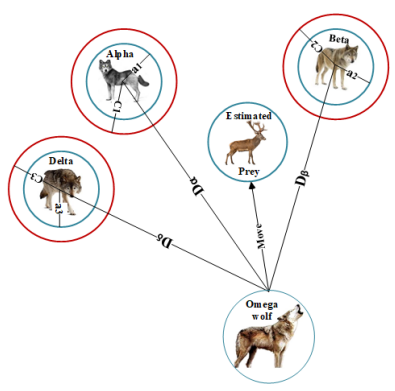 Alpha
a1
C1
Beta
C2
a2
Estimated
Prey
Delta
C3
a3
Dα
Dβ
Dδ
Move
Omega
wolf